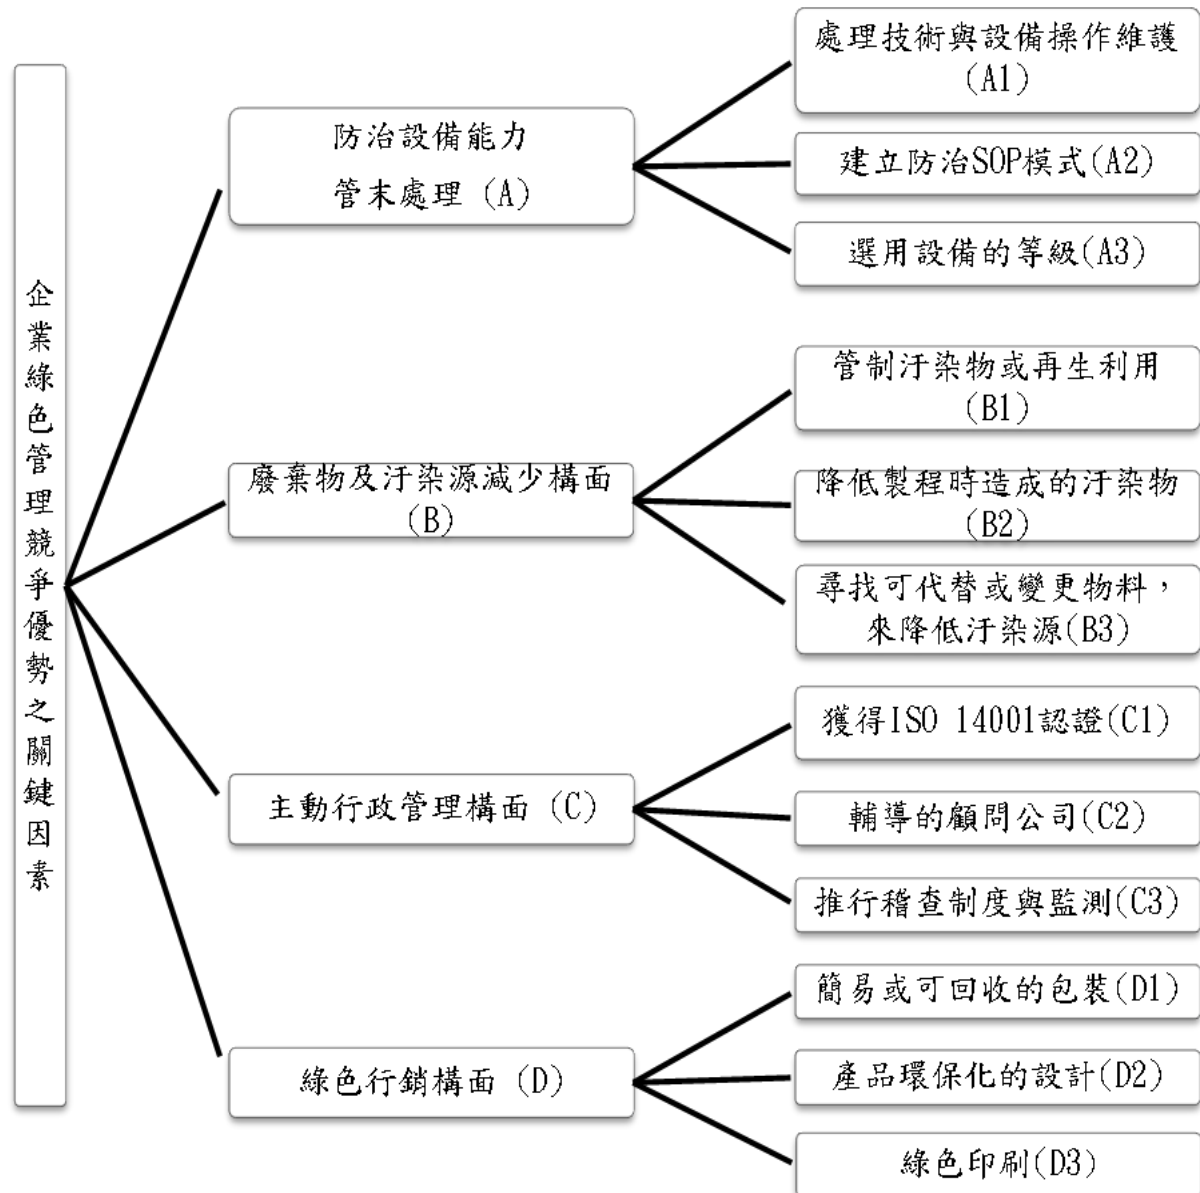 企業綠色管理競爭優勢之關鍵因素
防治設備能力
管末處理 (A)
處理技術與設備操作維護
(A1)
建立防治SOP模式(A2)
選用設備的等級(A3)
廢棄物及汙染源減少構面
(B)
管制汙染物或再生利用
(B1)
降低製程時造成的汙染物
(B2)
尋找可代替或變更物料，
來降低汙染源(B3)
主動行政管理構面 (C)
獲得ISO 14001認證(C1)
輔導的顧問公司(C2)
推行稽查制度與監測(C3)
綠色行銷構面 (D)
簡易或可回收的包裝(D1)
產品環保化的設計(D2)
綠色印刷(D3)